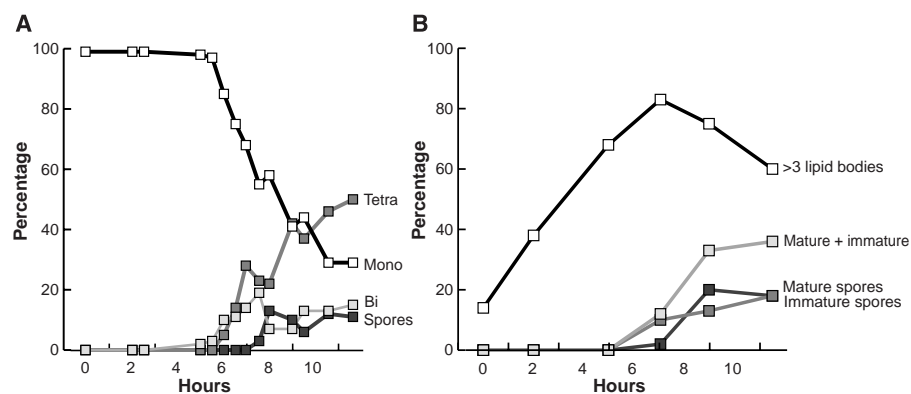 A
Percentage
100
80
60
40
20
0
0 2 4 6 8 10
Hours
Tetra
Mono
Bi
Spores
B
Percentage
100
80
60
40
20
0
0 2 4 6 8 10
Hours
>3 lipid bodies
Mature + immature
Mature spores
Immature spores